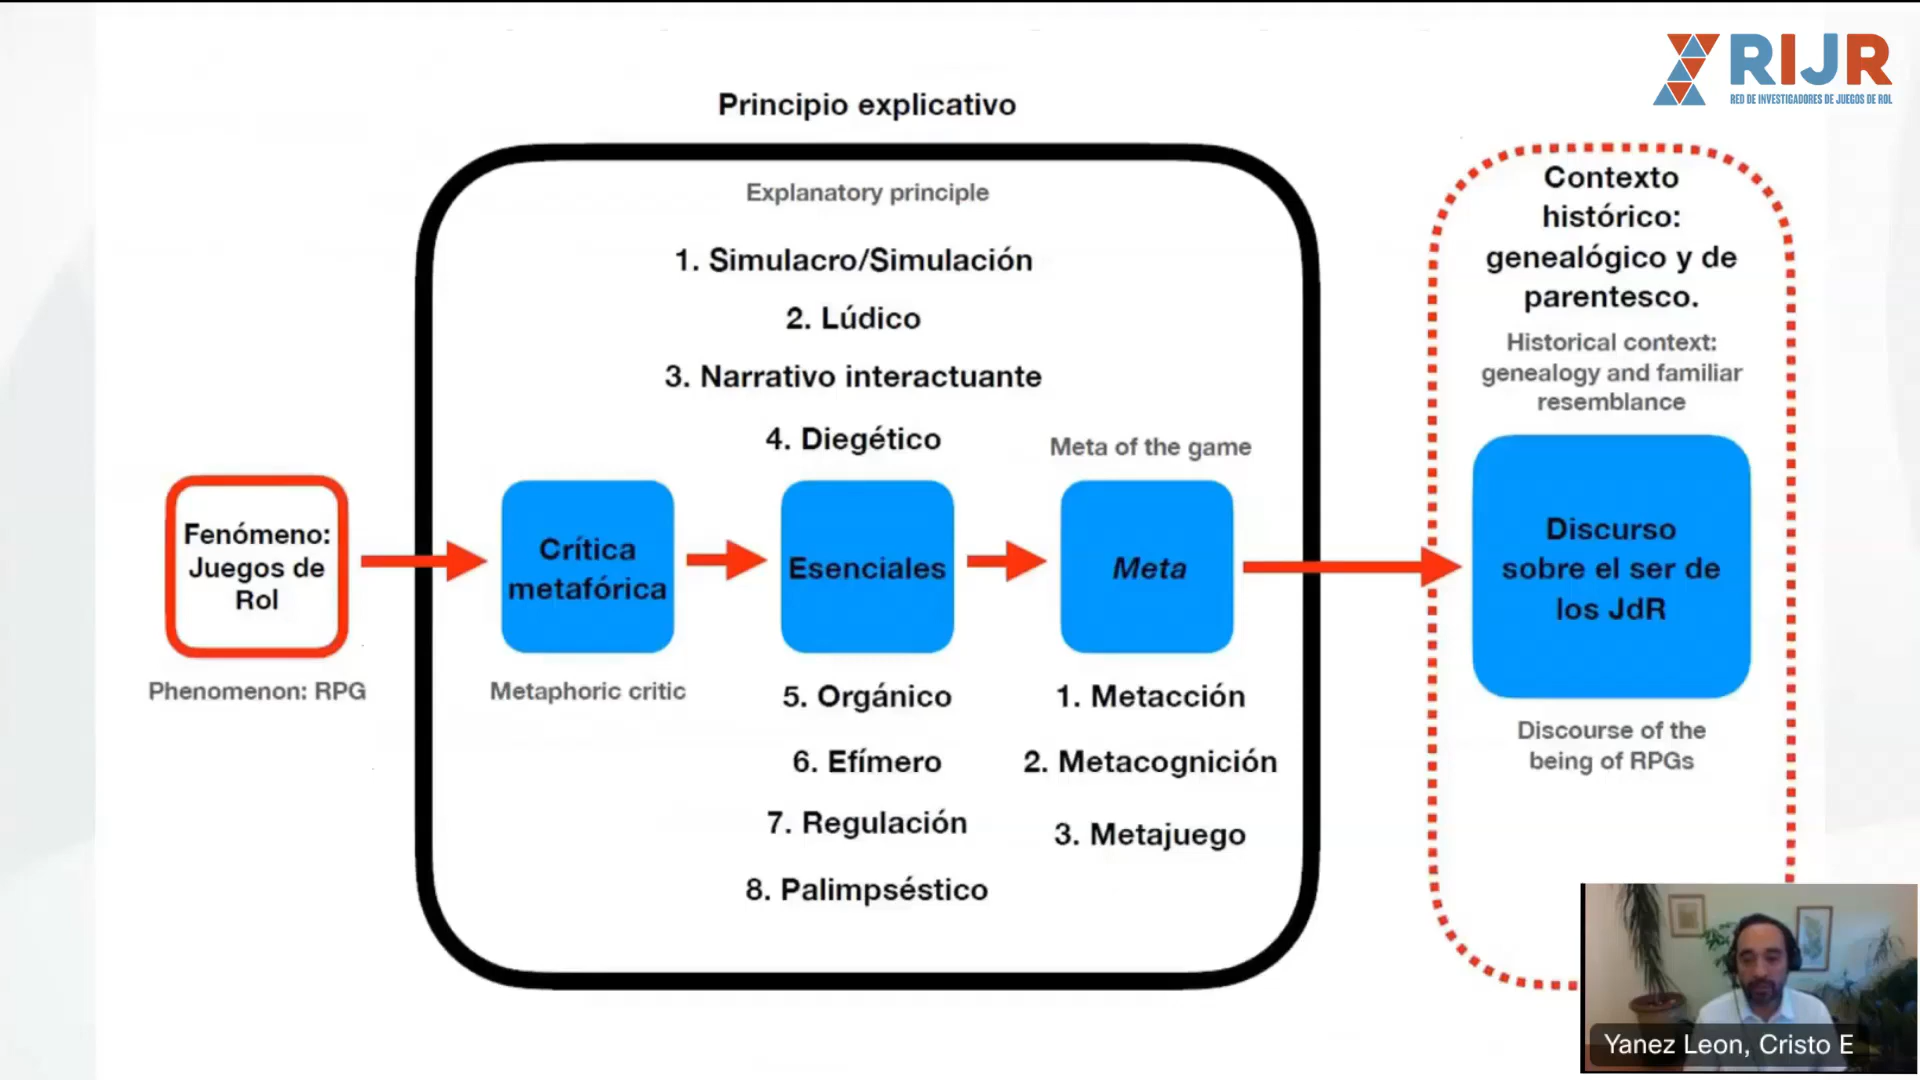 RIJR
RED DE INVESTIGADORES DE JUEGOS DE ROL
Principio explicativo
Explanatory principle
1. Simulacro/Simulación
2. Lúdico
3. Narrativo interactuante
4. Diegético
Fenómeno:
Juegos de
Rol
Phenomenon: RPG
Crítica
metafórica
Metaphoric critic
Esenciales
5. Orgánico
6. Efímero
7. Regulación
8. Palimpséstico
Meta of the game
Meta
1. Metacción
2. Metacognición
3. Metajuego
Contexto
histórico:
genealógico y de
parentesco.
Historical context:
genealogy and familiar
resemblance
Discurso
sobre el ser de
los JdR
Discourse of the
being of RPGs
Yanez Leon, Cristo E